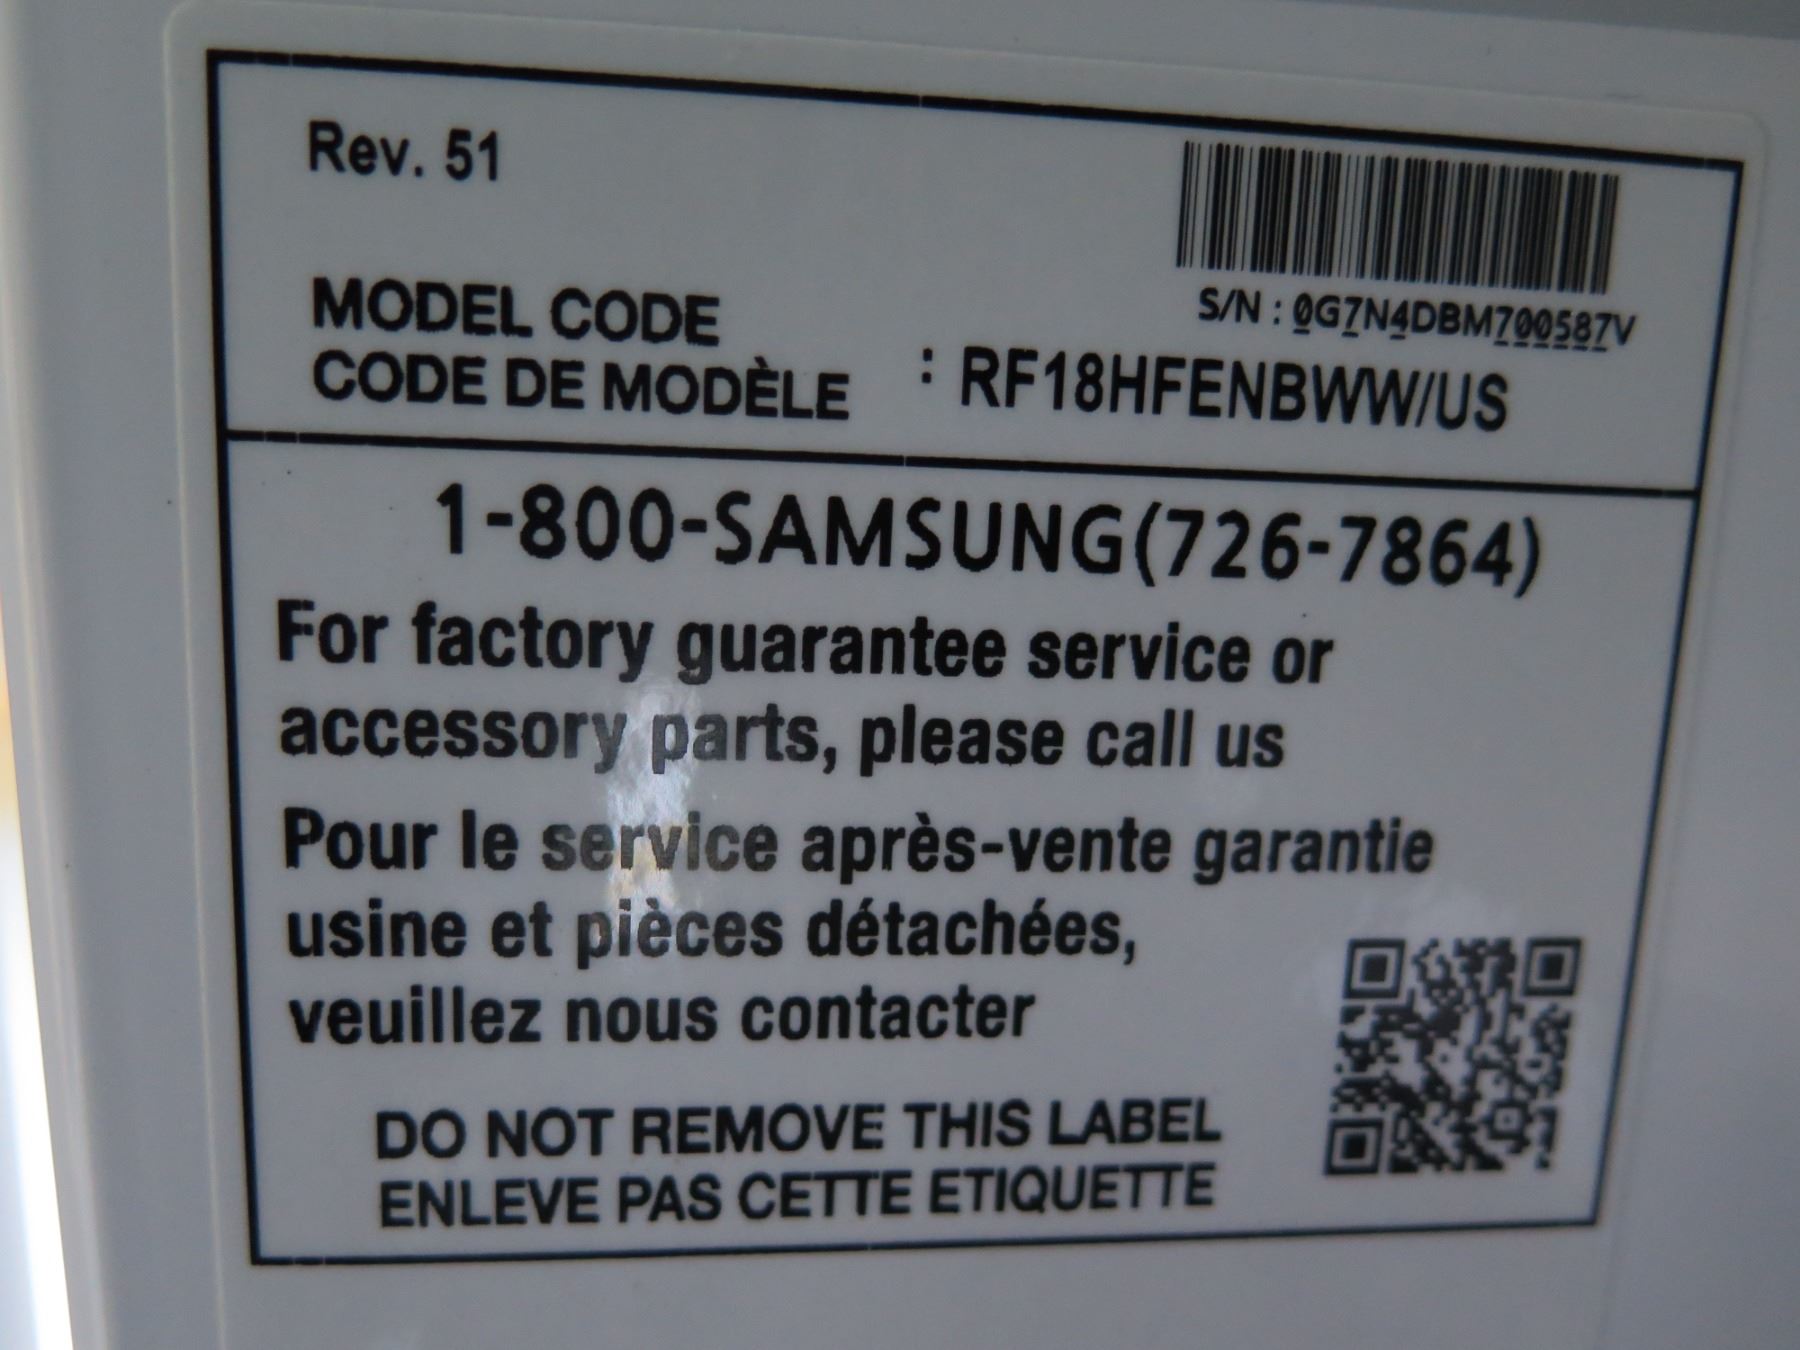 Rev. 51
S/N : 0G7N4DBM700587V
MODEL CODE
CODE DE MODÈLE : RF18HFENBWW/US
1-800-SAMSUNG(726-7864)
For factory guarantee service or
accessory parts, please call us
Pour le service après-vente garantie
usine et pièces détachées,
veuillez nous contacter
DO NOT REMOVE THIS LABEL
ENLEVE PAS CETTE ETIQUETTE